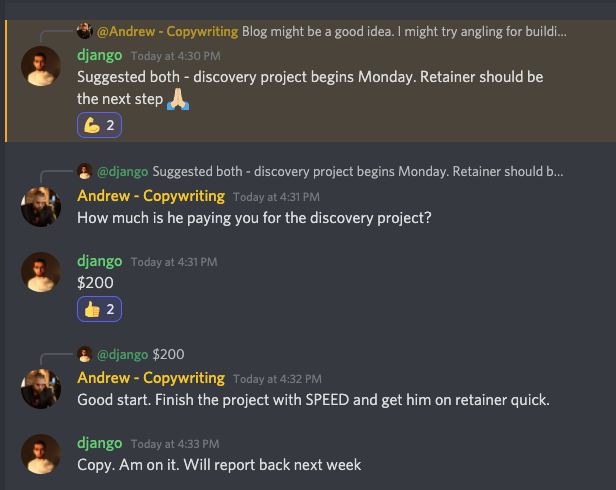 @Andrew - Copywriting Blog might be a good idea. I might try angling for buildi...
django Today at 4:30 PM
Suggested both - discovery project begins Monday. Retainer should be
the next step 🙏
💪 2
@django Suggested both - discovery project begins Monday. Retainer should b...
Andrew - Copywriting Today at 4:31 PM
How much is he paying you for the discovery project?
django Today at 4:31 PM
$200
👍 2
@django $200
Andrew - Copywriting Today at 4:32 PM
Good start. Finish the project with SPEED and get him on retainer quick.
django Today at 4:33 PM
Copy. Am on it. Will report back next week